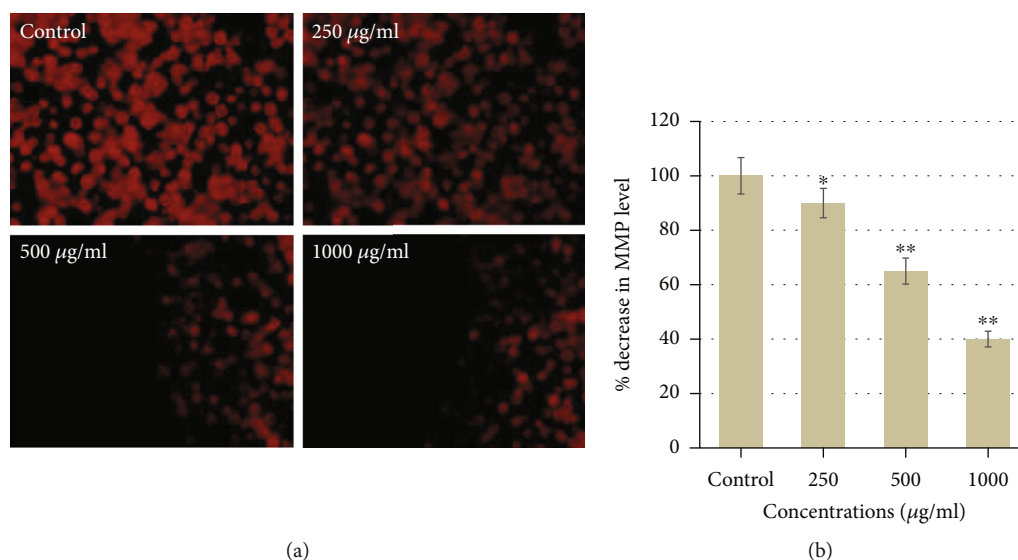 Control
250 µg/ml
500 µg/ml
1000 µg/ml
(a)
% decrease in MMP level
120
100
80
60
40
20
0
*
**
**
Control 250 500 1000
Concentrations (µg/ml)
(b)